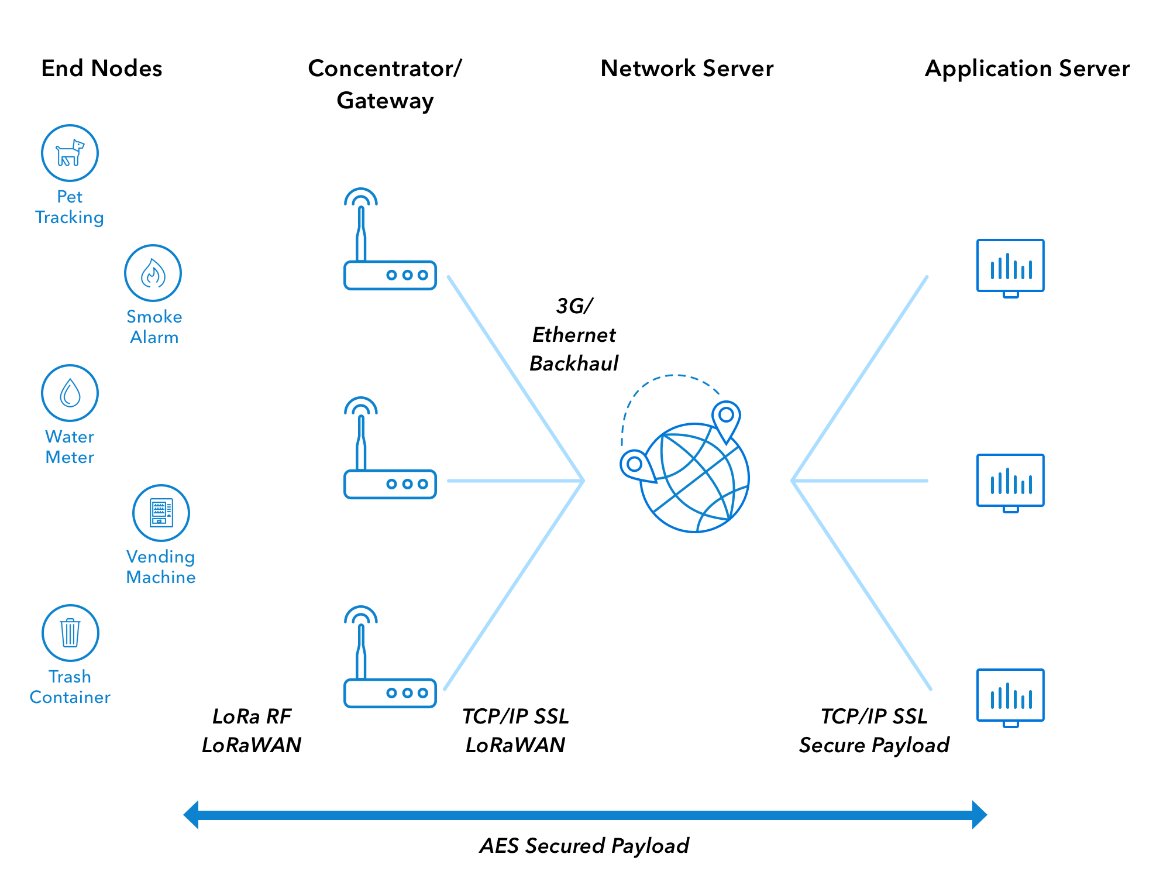 End Nodes
Concentrator/
Gateway
Network Server
Application Server
Pet
Tracking
Smoke
Alarm
Water
Meter
Vending
Machine
Trash
Container
3G/
Ethernet
Backhaul
LoRa RF
LoRaWAN
TCP/IP SSL
LoRaWAN
TCP/IP SSL
Secure Payload
AES Secured Payload